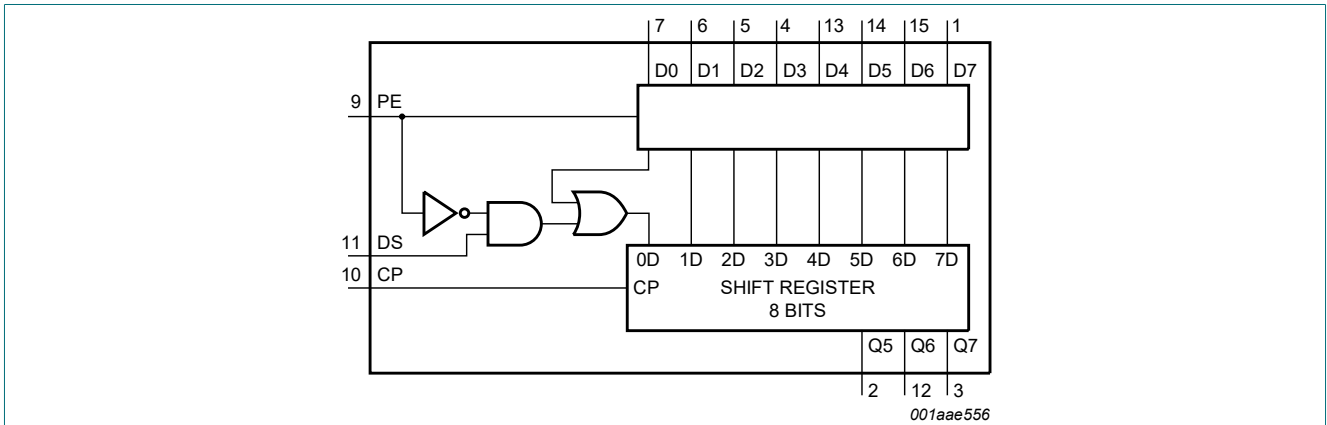 7 6 5 4 13 14 15 1
D0 D1 D2 D3 D4 D5 D6 D7
9 PE
11 DS
10 CP
0D 1D 2D 3D 4D 5D 6D 7D
CP SHIFT REGISTER
8 BITS
Q5 Q6 Q7
2 12 3
001aae556